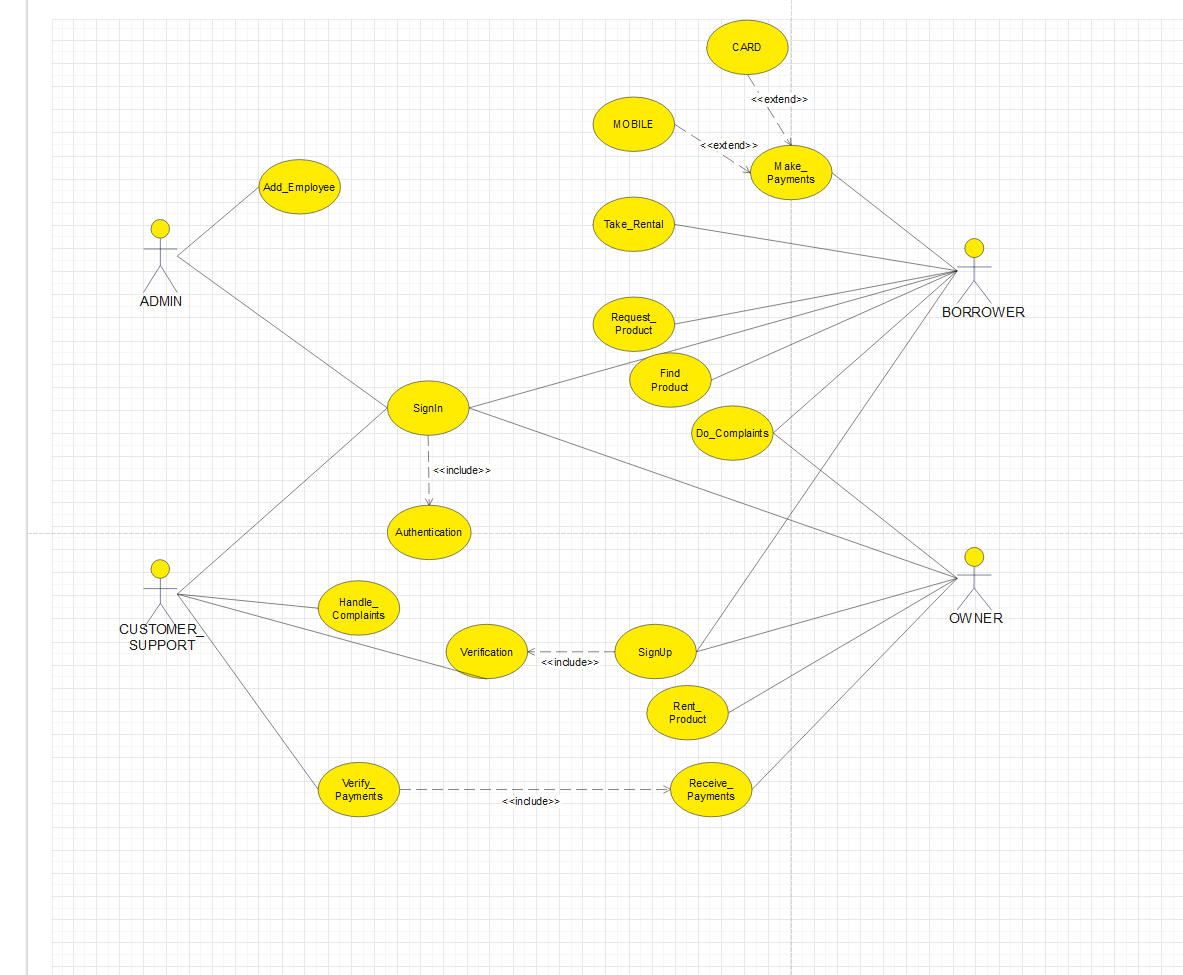 CARD
<<extend>>
MOBILE
<<extend>>
Make_
Payments
Add_Employee
Take_Rental
ADMIN
BORROWER
Request_
Product
Find
Product
SignIn
Do_Complaints
<<include>>
Authentication
Handle_
Complaints
CUSTOMER_
SUPPORT
OWNER
Verification
<<include>>
SignUp
Rent_
Product
Verify_
Payments
<<include>>
Receive_
Payments